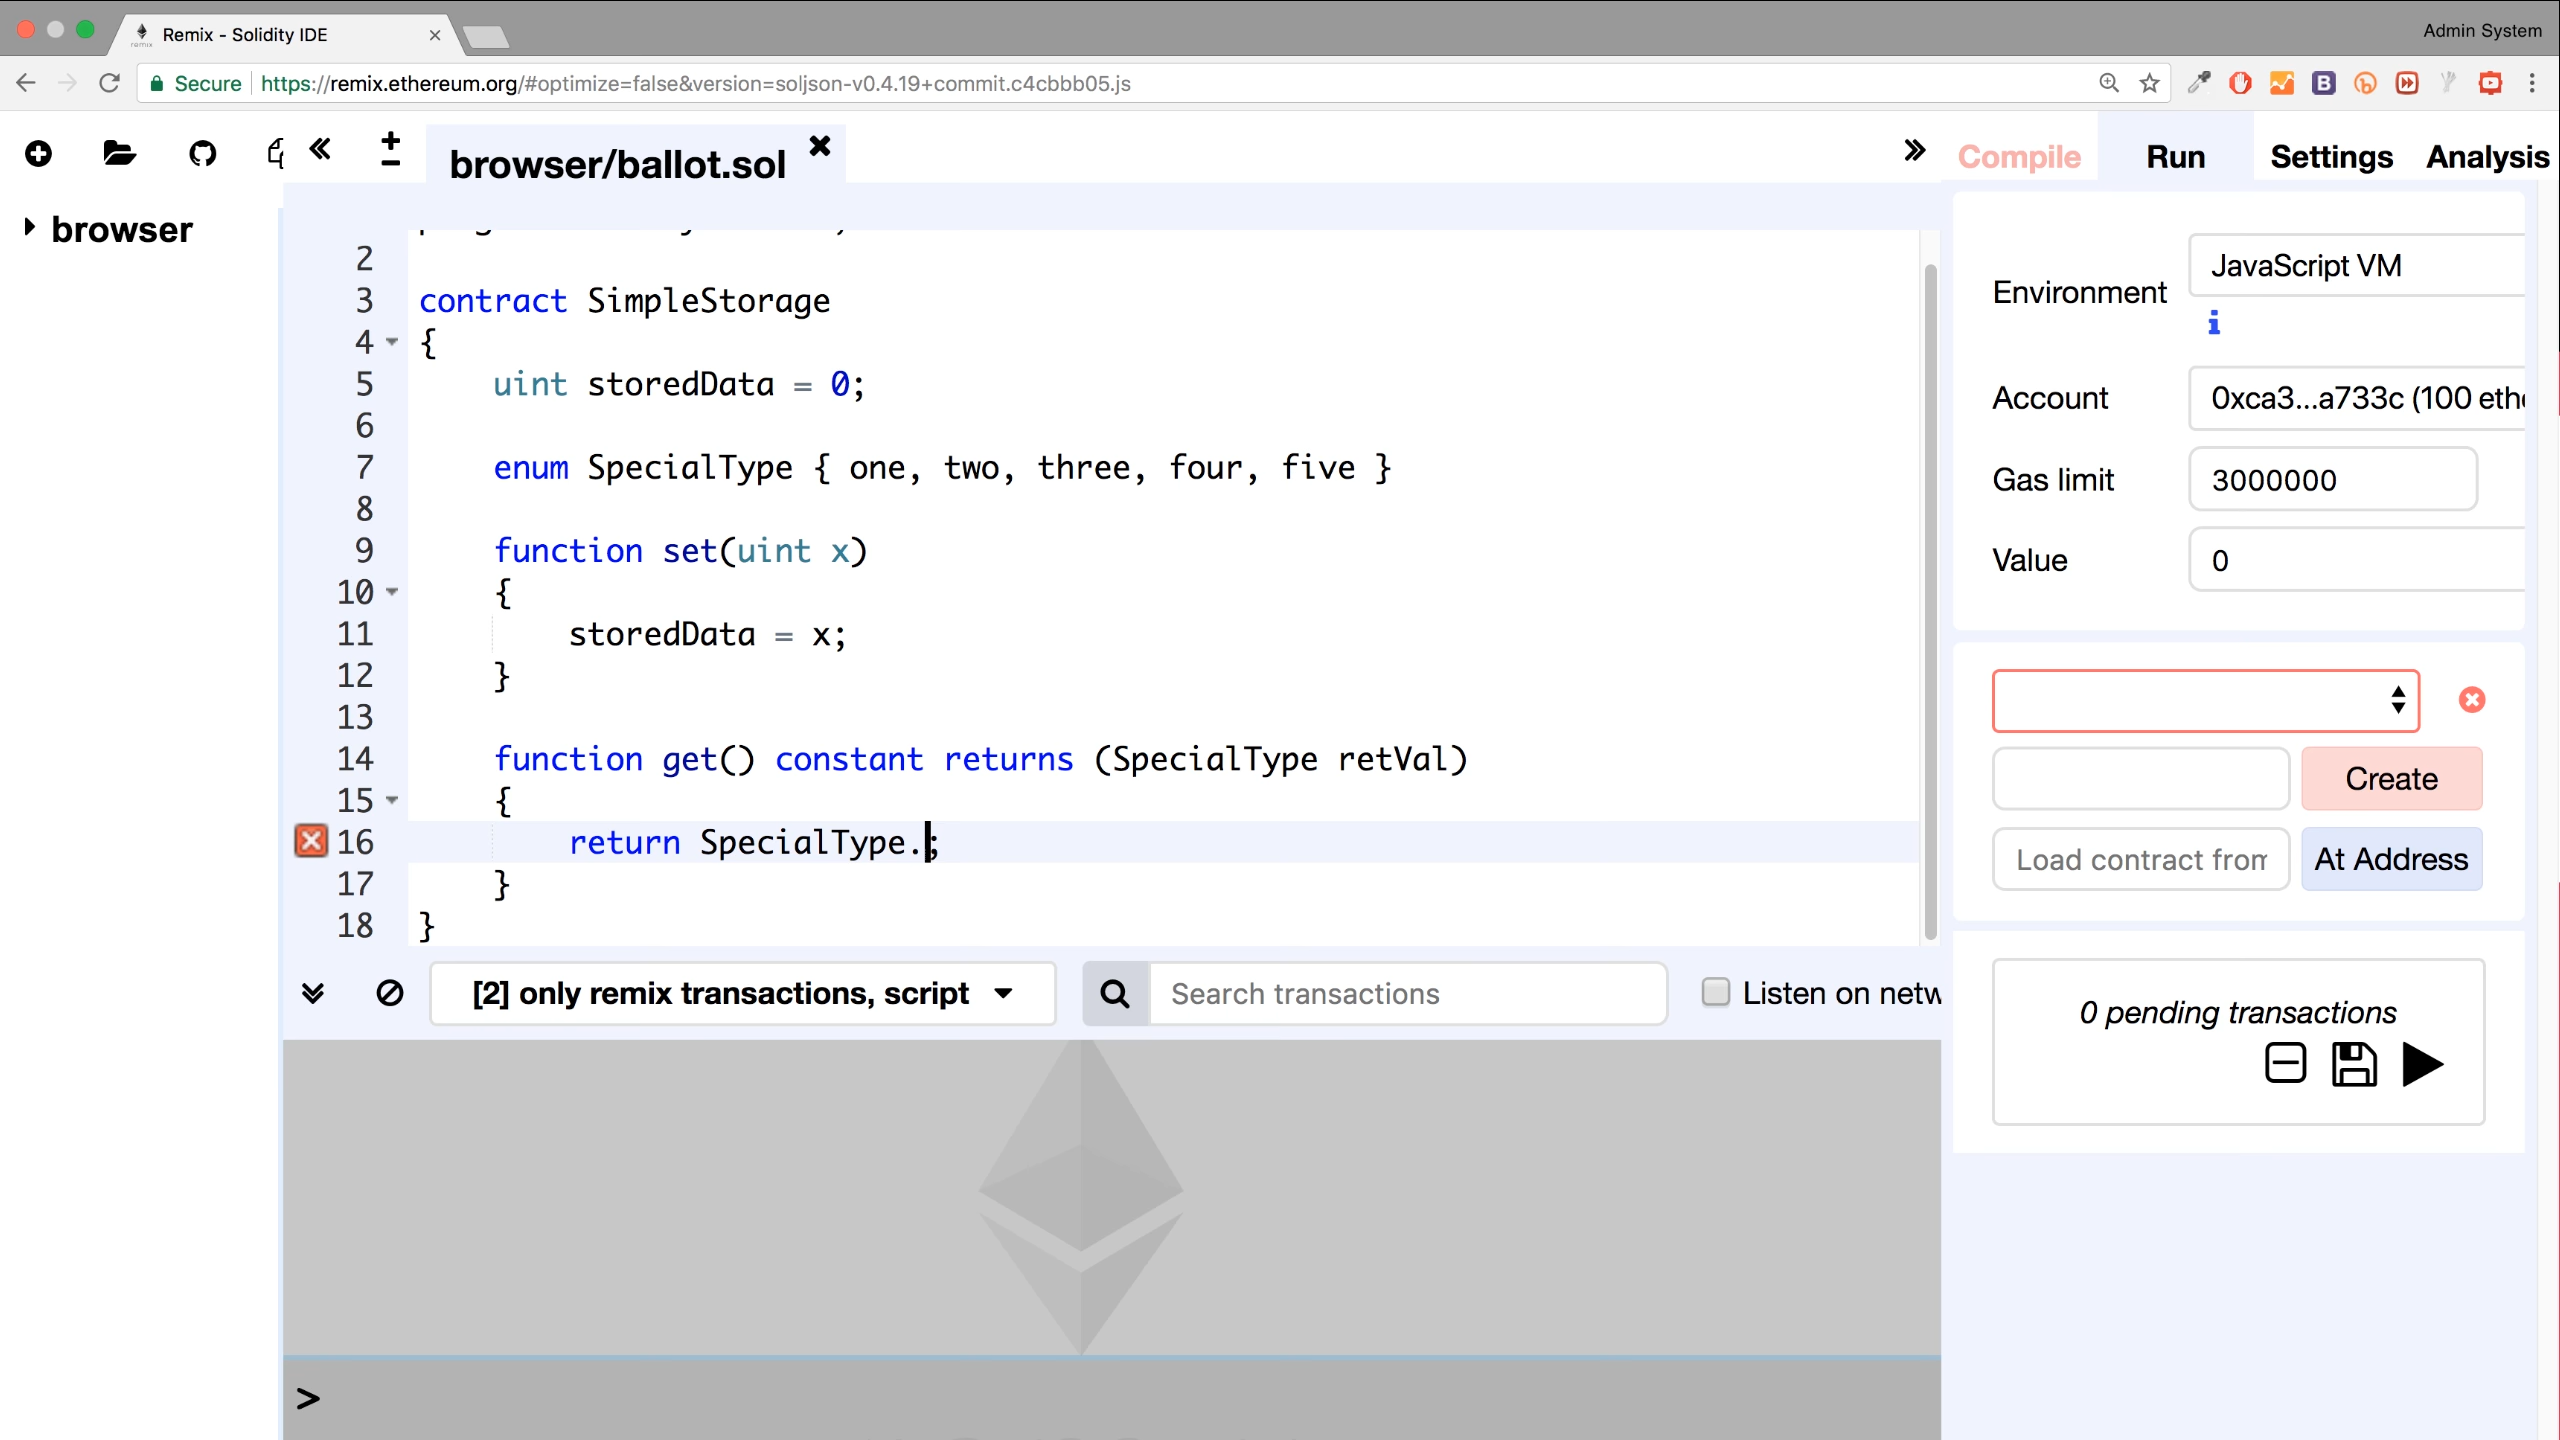 Remix - Solidity IDE
Admin System
Secure https://remix.ethereum.org/#optimize=false&version=soljson-v0.4.19+commit.c4cbbb05.js
browser/ballot.sol
Compile Run Settings Analysis
browser
2
3 contract SimpleStorage
4 {
5 uint storedData = 0;
6
7 enum SpecialType { one, two, three, four, five }
8
9 function set(uint x)
10 {
11 storedData = x;
12 }
13
14 function get() constant returns (SpecialType retVal)
15 {
16 return SpecialType.;
17 }
18 }
[2] only remix transactions, script
Search transactions
Listen on netw
>
Environment JavaScript VM
Account 0xca3...a733c (100 eth
Gas limit 3000000
Value 0
Create
Load contract from At Address
0 pending transactions